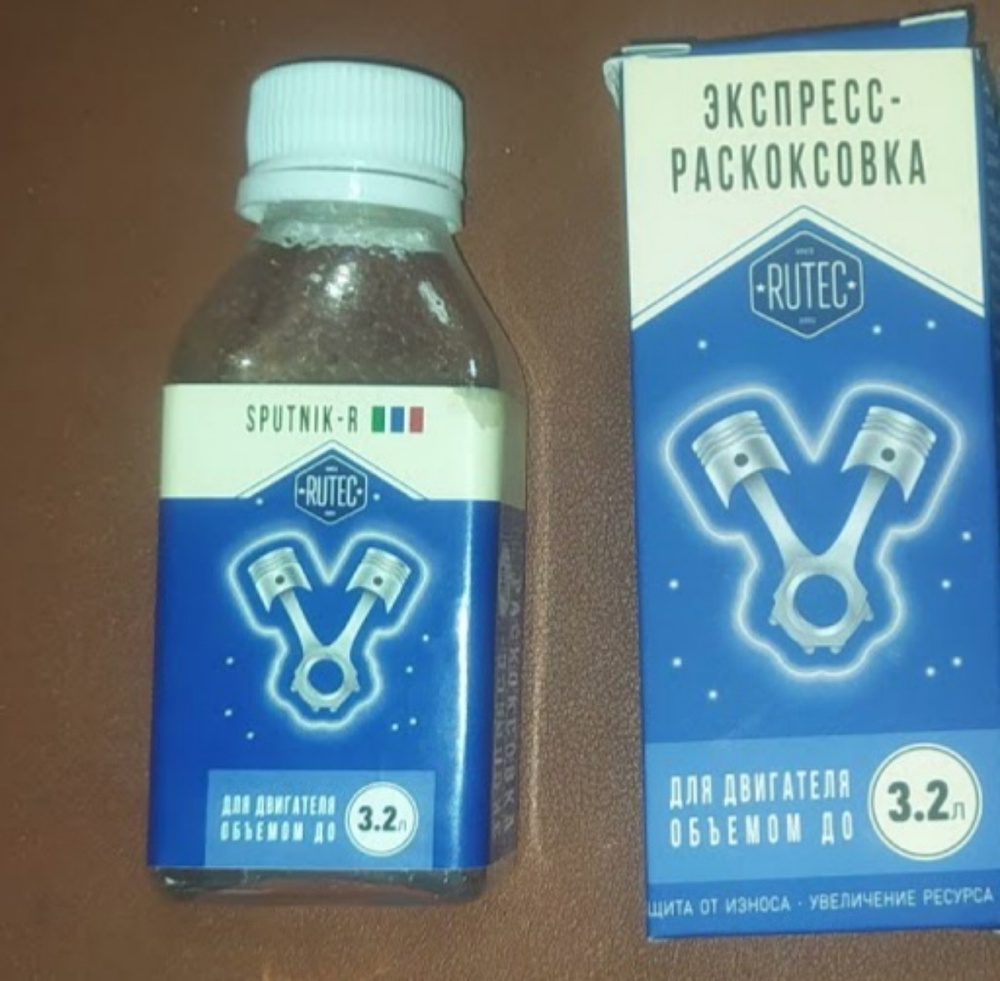 SPUTNIK-R
RUTEC
ДЛЯ ДВИГАТЕЛЯ
ОБЪЕМОМ ДО
3.2л
ЭКСПРЕСС-
РАСКОКСОВКА
RUTEC
ДЛЯ ДВИГАТЕЛЯ
ОБЪЕМОМ ДО
3.2л
ЩИТА ОТ ИЗНОСА · УВЕЛИЧЕНИЕ РЕСУРСА